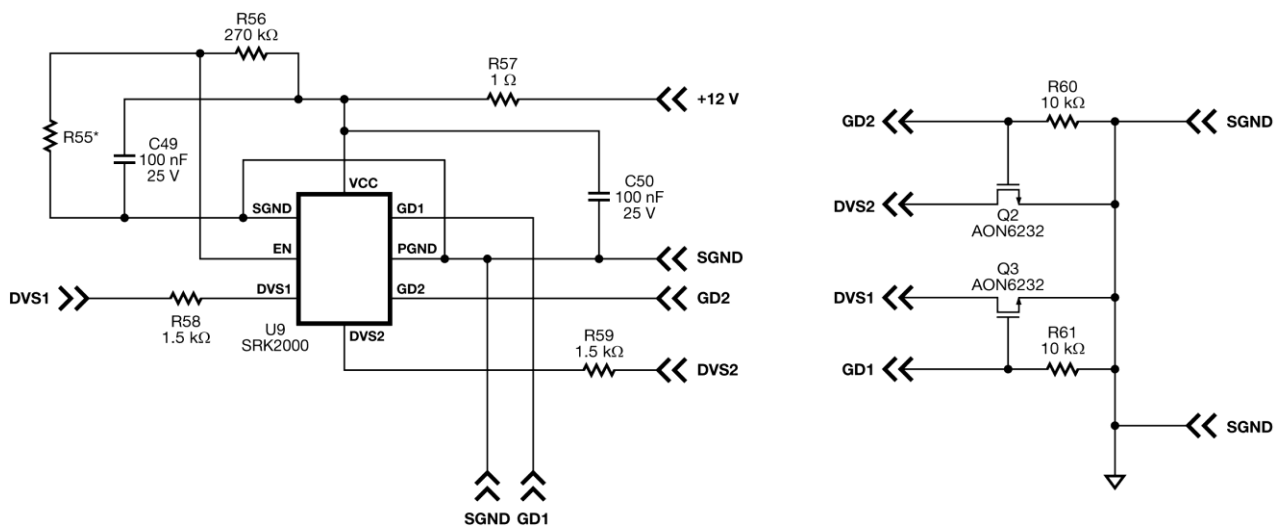 R56
270 kΩ
R57
1 Ω
+12 V
R55*
C49
100 nF
25 V
VCC
C50
100 nF
25 V
SGND
GD1
EN
PGND
SGND
DVS1
DVS1
GD2
GD2
R58
1.5 kΩ
U9
SRK2000
DVS2
R59
1.5 kΩ
DVS2
SGND
GD1
R60
10 kΩ
GD2
SGND
DVS2
Q2
AON6232
Q3
AON6232
DVS1
R61
10 kΩ
GD1
SGND